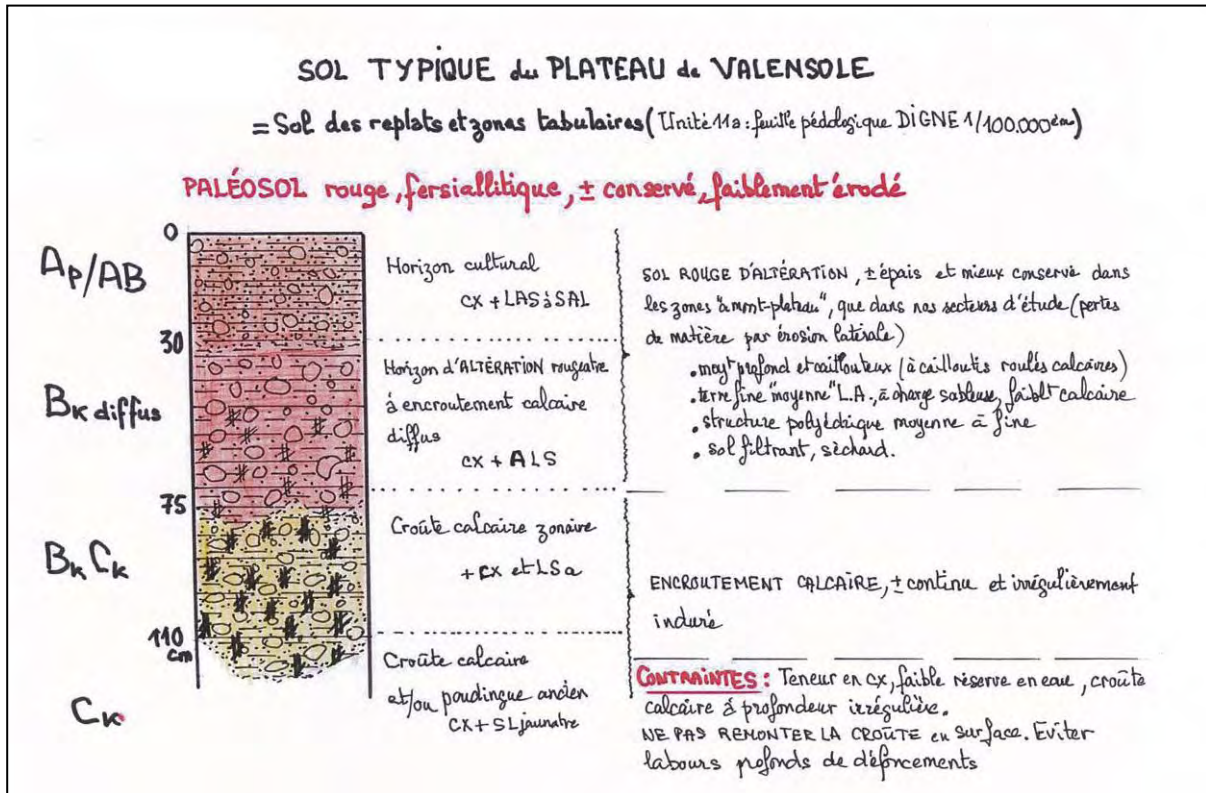 SOL TYPIQUE du PLATEAU de VALENSOLE
= Sol des replats et zones tabulaires (Unité 11a : feuille pédologique DIGNE 1/100.000ème)
PALÉOSOL rouge, fersiallitique, ± conservé, faiblement érodé
0
Ap/AB
Horizon cultural
cx + LAS à SAL
30
Bk diffus
Horizon d'ALTÉRATION rougeatre
à encroutement calcaire
diffus
cx + ALS
75
BkCk
Croûte calcaire zonaire
+ cx et LSa
110
cm
Ck
Croûte calcaire
et/ou poudingue ancien
CX + SL jaunatre
SOL ROUGE D'ALTÉRATION, ± épais et mieux conservé dans
les zones "amont-plateau", que dans nos secteurs d'étude (pertes
de matière par érosion latérale)
• moyt profond et caillouteux (à cailloutis roulés calcaires)
• terre fine "moyenne" L.A., à charge sableuse, faiblt calcaire
• structure polyédrique moyenne à fine
• sol filtrant, sèchard.
ENCROUTEMENT CALCAIRE, ± continu et irrégulièrement
induré
CONTRAINTES : Teneur en cx, faible réserve en eau, croûte
calcaire à profondeur irrégulière.
NE PAS REMONTER LA CROÛTE en surface. Eviter
labours profonds de défoncements